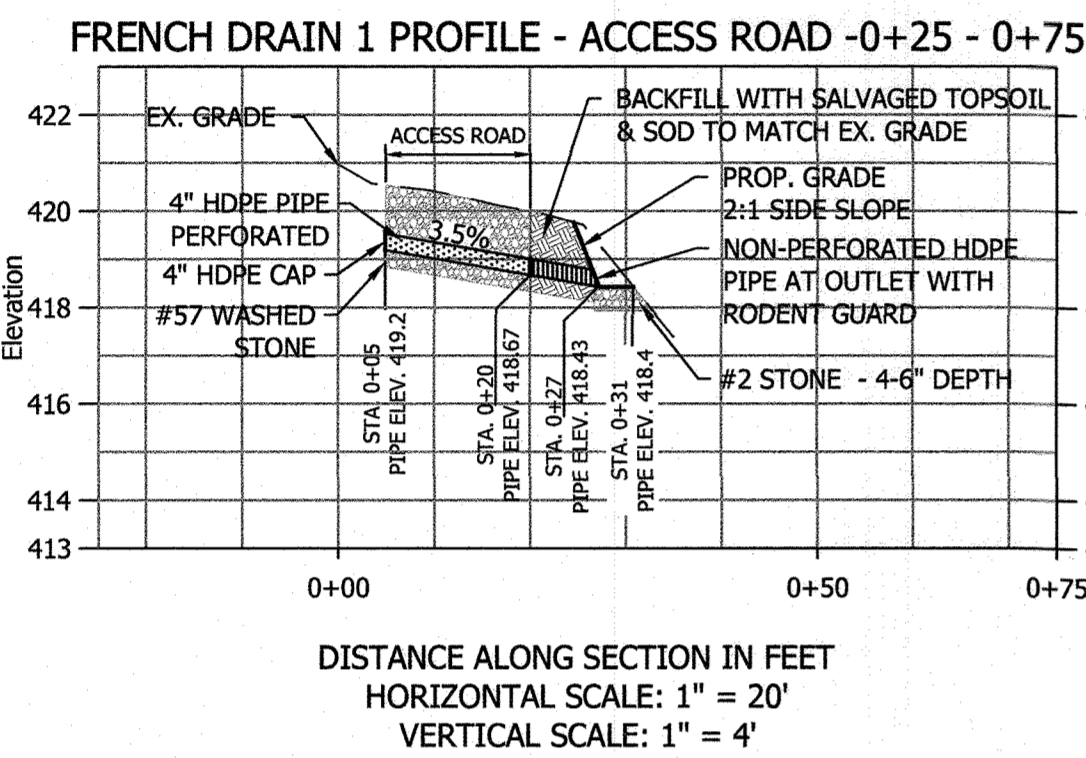 FRENCH DRAIN 1 PROFILE - ACCESS ROAD -0+25 - 0+75
422
420
418
416
414
413
Elevation
EX. GRADE
ACCESS ROAD
BACKFILL WITH SALVAGED TOPSOIL
& SOD TO MATCH EX. GRADE
4" HDPE PIPE
PERFORATED
3.5%
PROP. GRADE
2:1 SIDE SLOPE
4" HDPE CAP
NON-PERFORATED HDPE
PIPE AT OUTLET WITH
RODENT GUARD
#57 WASHED
STONE
#2 STONE - 4-6" DEPTH
STA. 0+05
PIPE ELEV. 419.2
STA. 0+20
PIPE ELEV. 418.67
STA. 0+27
PIPE ELEV. 418.43
STA. 0+31
PIPE ELEV. 418.4
0+00
0+50
0+75
DISTANCE ALONG SECTION IN FEET
HORIZONTAL SCALE: 1" = 20'
VERTICAL SCALE: 1" = 4'